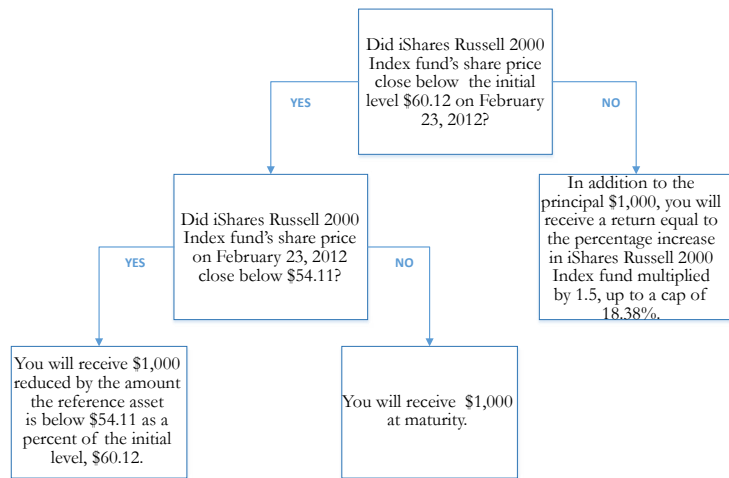 Did iShares Russell 2000
Index fund's share price
close below the initial
level $60.12 on February
23, 2012?
YES
NO
Did iShares Russell 2000
Index fund's share price
on February 23, 2012
close below $54.11?
In addition to the
principal $1,000, you will
receive a return equal to
the percentage increase
in iShares Russell 2000
Index fund multiplied
by 1.5, up to a cap of
18.38%.
YES
NO
You will receive $1,000
reduced by the amount
the reference asset
is below $54.11 as a
percent of the initial
level, $60.12.
You will receive $1,000
at maturity.